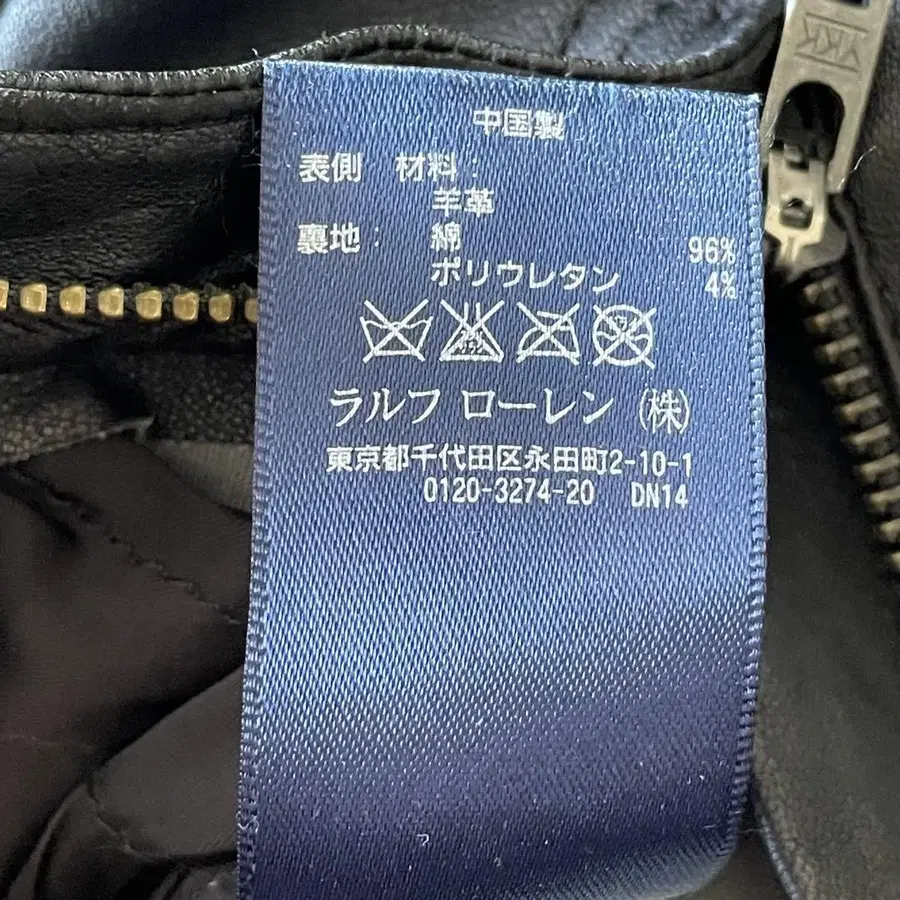 YKK
中国製
表側 材料:
羊革
裏地: 綿 96%
ポリウレタン 4%
ラルフ ローレン (株)
東京都千代田区永田町2-10-1
0120-3274-20 DN14